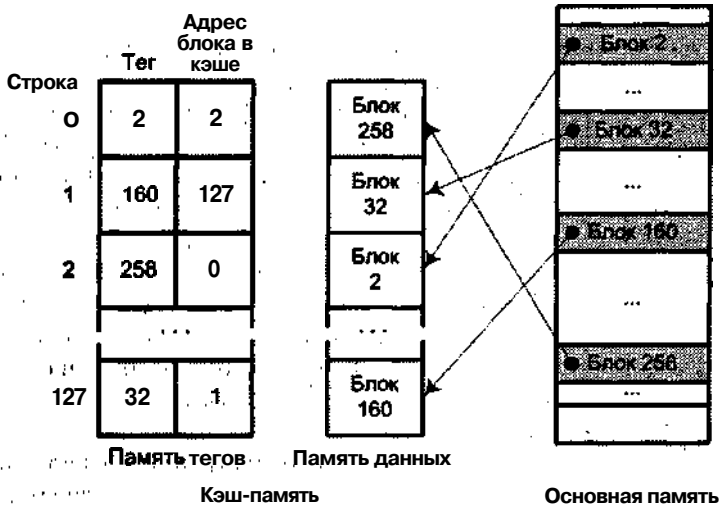 Адрес
блока в
кэше
Тег
Строка
0 2 2
1 160 127
2 258 0
...
127 32 1
Память тегов
Блок
258
Блок
32
Блок
2
...
Блок
160
Память данных
Кэш-память
Блок 2
...
Блок 32
...
Блок 160
...
Блок 258
...
Основная память